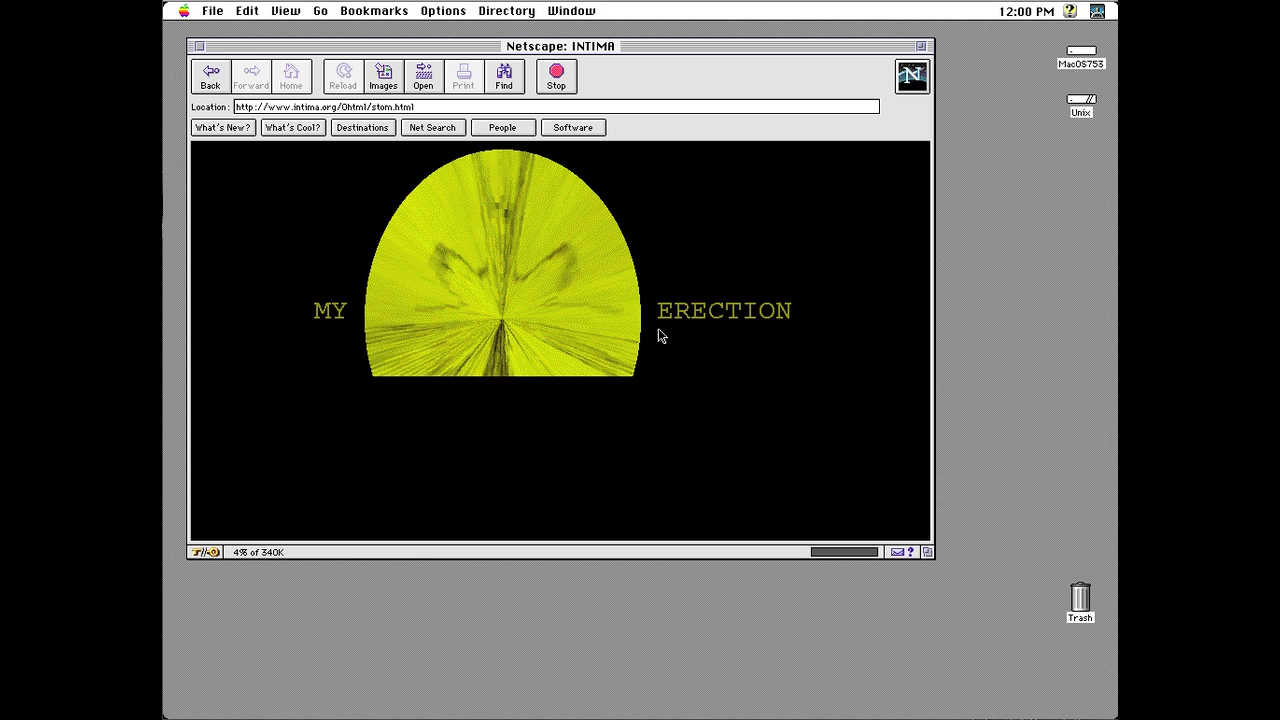 File Edit View Go Bookmarks Options Directory Window 12:00 PM
Netscape: INTIMA
Back Forward Home Reload Images Open Print Find Stop
N
Location: http://www.intima.org/0html/stom.html
What's New? What's Cool? Destinations Net Search People Software
MY ERECTION
4% of 340K
MacOS753
Unix
Trash